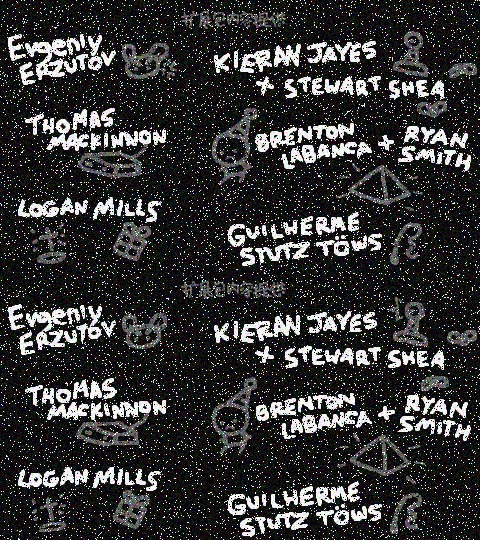 Evgeniy
ERZUTOV
KIERAN JAYES
+ STEWART SHEA
THOMAS
MACKINNON
BRENTON
LABANCA + RYAN
SMITH
LOGAN MILLS
GUILHERME
STUTZ TÖWS
Evgeniy
ERZUTOV
KIERAN JAYES
+ STEWART SHEA
THOMAS
MACKINNON
BRENTON
LABANCA + RYAN
SMITH
LOGAN MILLS
GUILHERME
STUTZ TÖWS